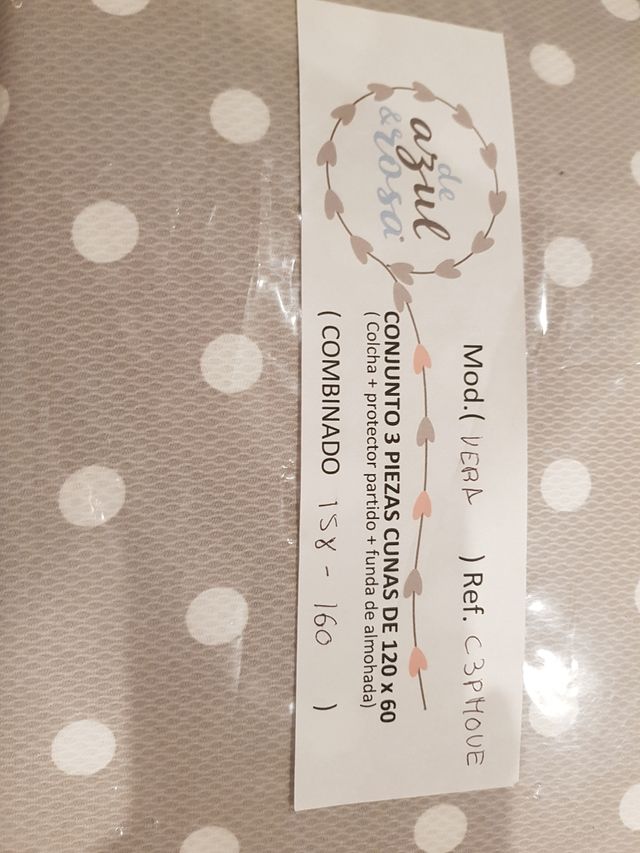 de
azul
&rosa
Mod.( VERA ) Ref. C3PMOVE
CONJUNTO 3 PIEZAS CUNAS DE 120 x 60
( Colcha + protector partido + funda de almohada)
( COMBINADO 158 - 160 )